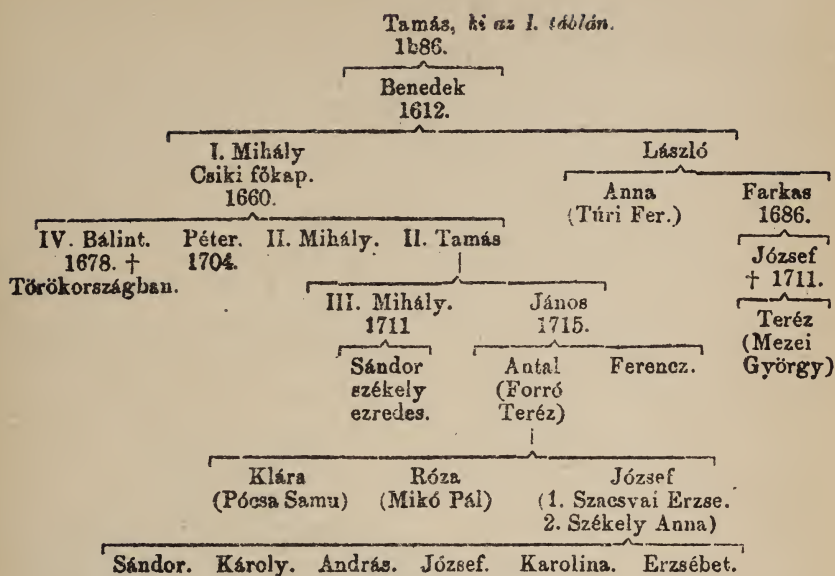 Tamás, ki az I. táblán.
1b86.
Benedek
1612.
I. Mihály László
Csiki főkap. Anna Farkas
1660. (Túri Fer.) 1686.
IV. Bálint. Péter. II. Mihály. II. Tamás József
1678. † 1704. † 1711.
Törökországban.
III. Mihály. János Teréz
1711 1715. (Mezei
Sándor Antal Ferencz. György)
székely (Forró
ezredes. Teréz)
Klára Róza József
(Pócsa Samu) (Mikó Pál) (1. Szacsvai Erzse.
2. Székely Anna)
Sándor. Károly. András. József. Karolina. Erzsébet.